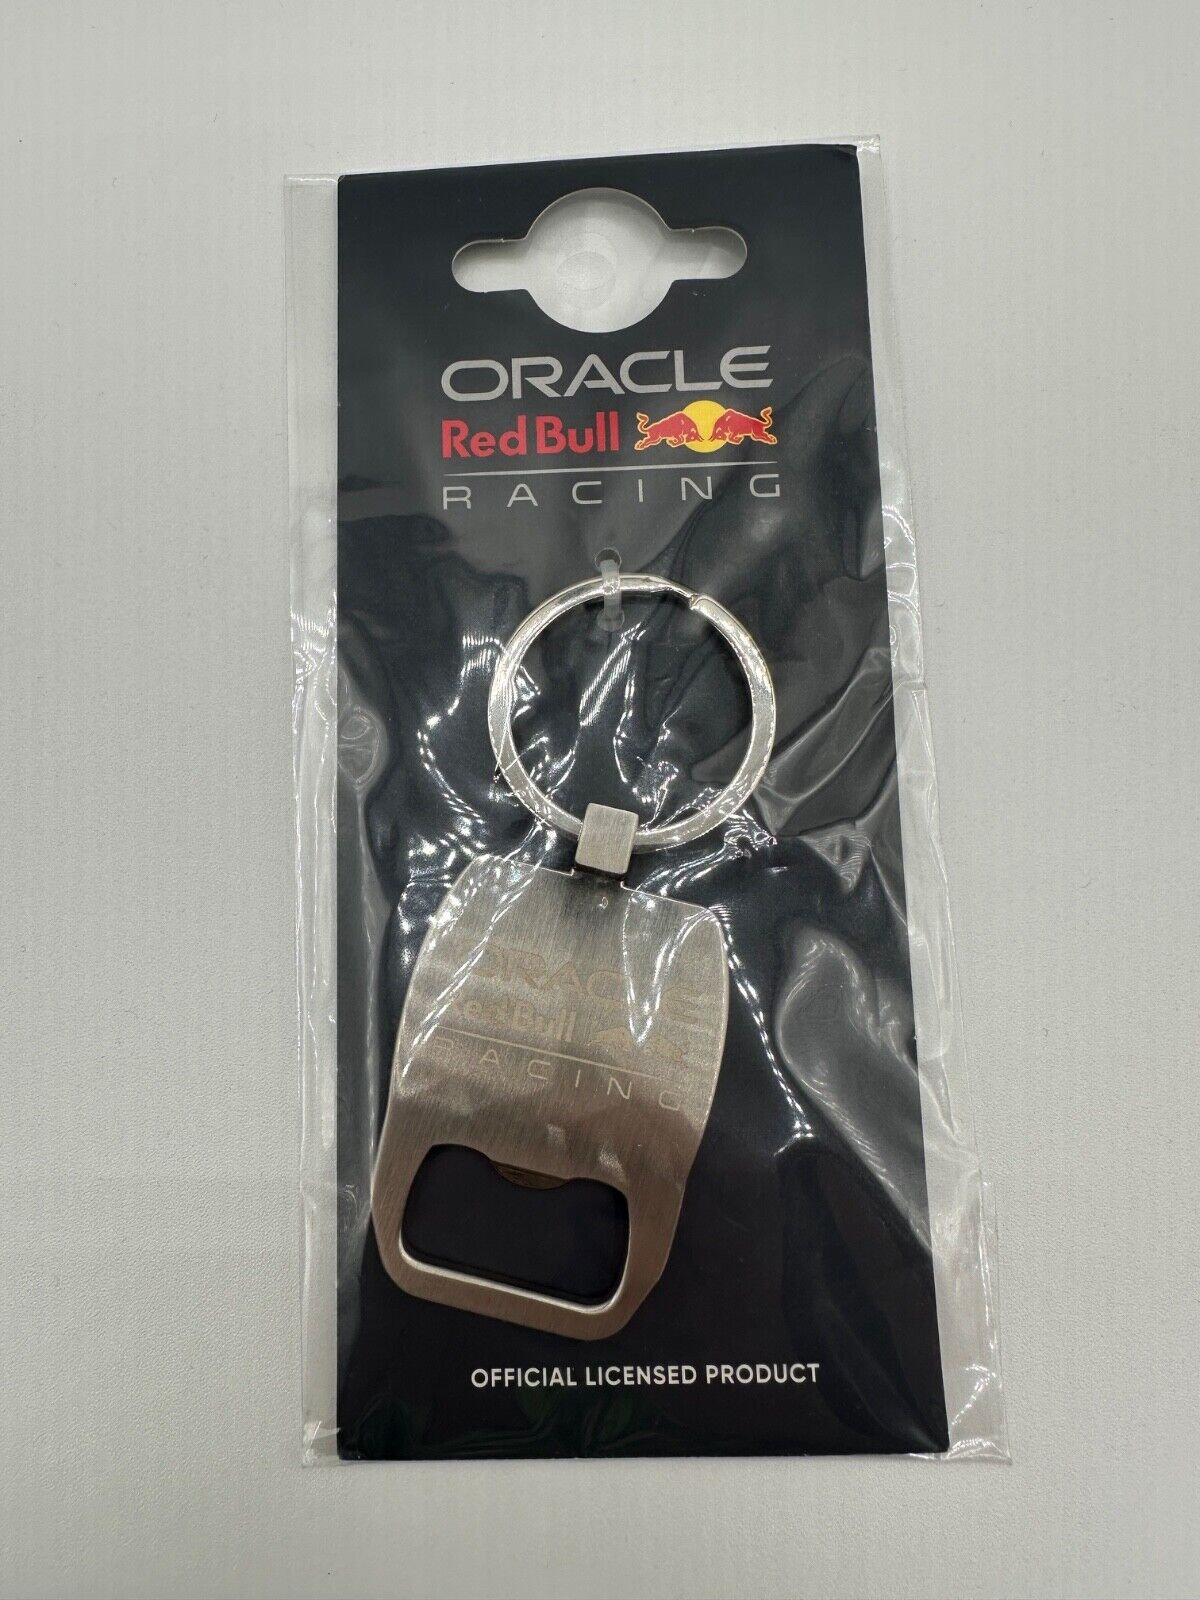 ORACLE
Red Bull
RACING
ORACLE
Red Bull
RACING
OFFICIAL LICENSED PRODUCT